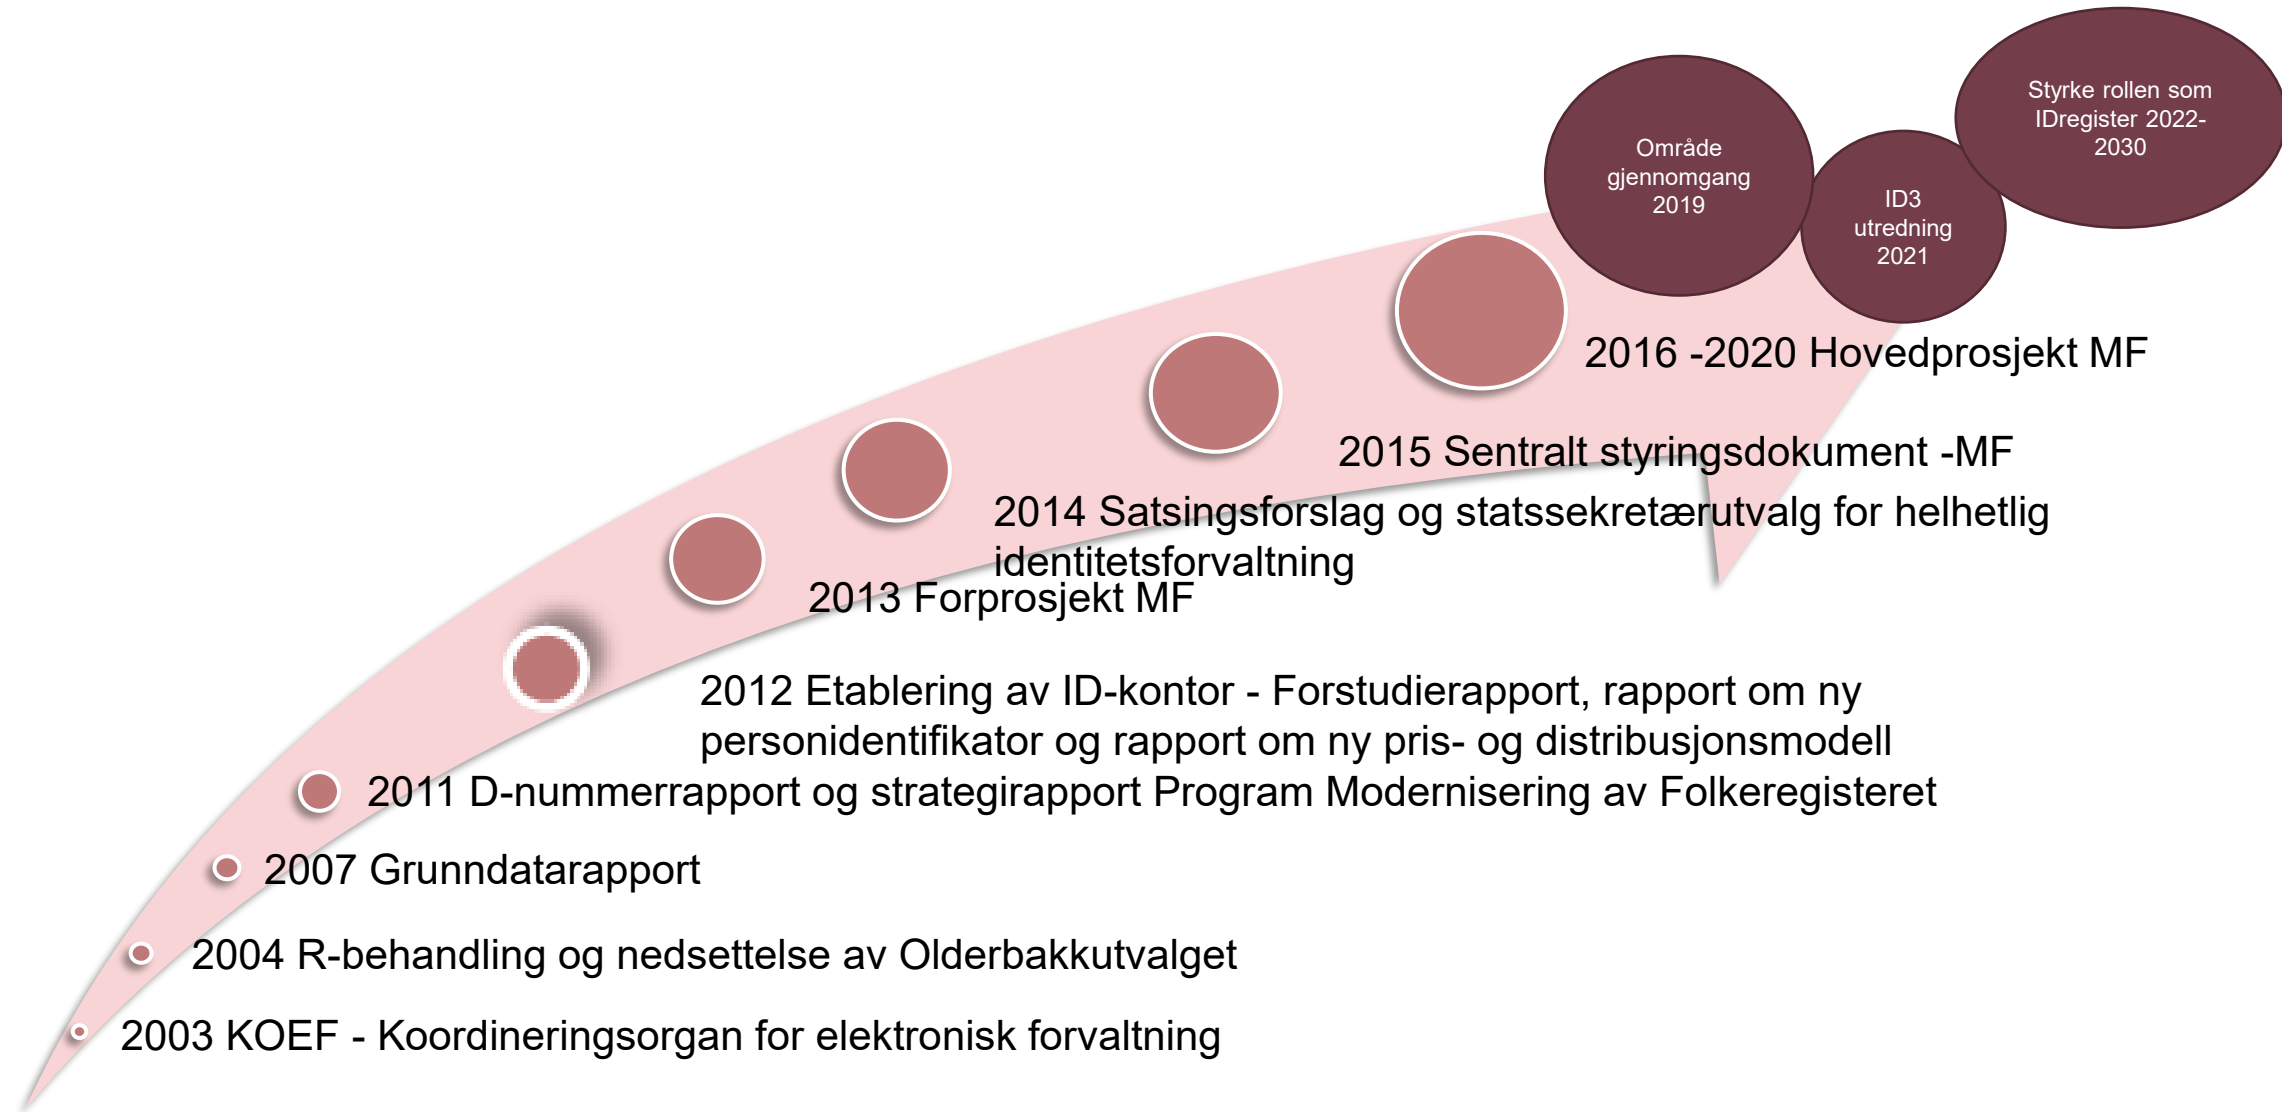 Styrke rollen som
IDregister 2022-
2030
Område
gjennomgang
2019
ID3
utredning
2021
2016 -2020 Hovedprosjekt MF
2015 Sentralt styringsdokument -MF
2014 Satsingsforslag og statssekretærutvalg for helhetlig
identitetsforvaltning
2013 Forprosjekt MF
2012 Etablering av ID-kontor - Forstudierapport, rapport om ny
personidentifikator og rapport om ny pris- og distribusjonsmodell
2011 D-nummerrapport og strategirapport Program Modernisering av Folkeregisteret
2007 Grunndatarapport
2004 R-behandling og nedsettelse av Olderbakkutvalget
2003 KOEF - Koordineringsorgan for elektronisk forvaltning